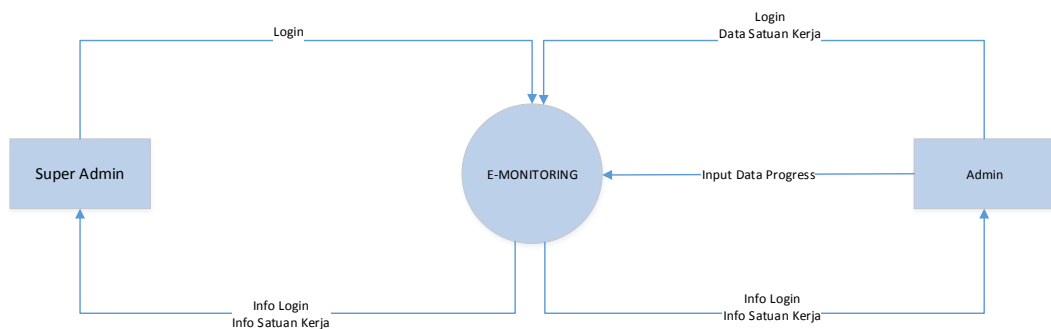 Login
Login
Data Satuan Kerja
Super Admin
E-MONITORING
Input Data Progress
Admin
Info Login
Info Satuan Kerja
Info Login
Info Satuan Kerja